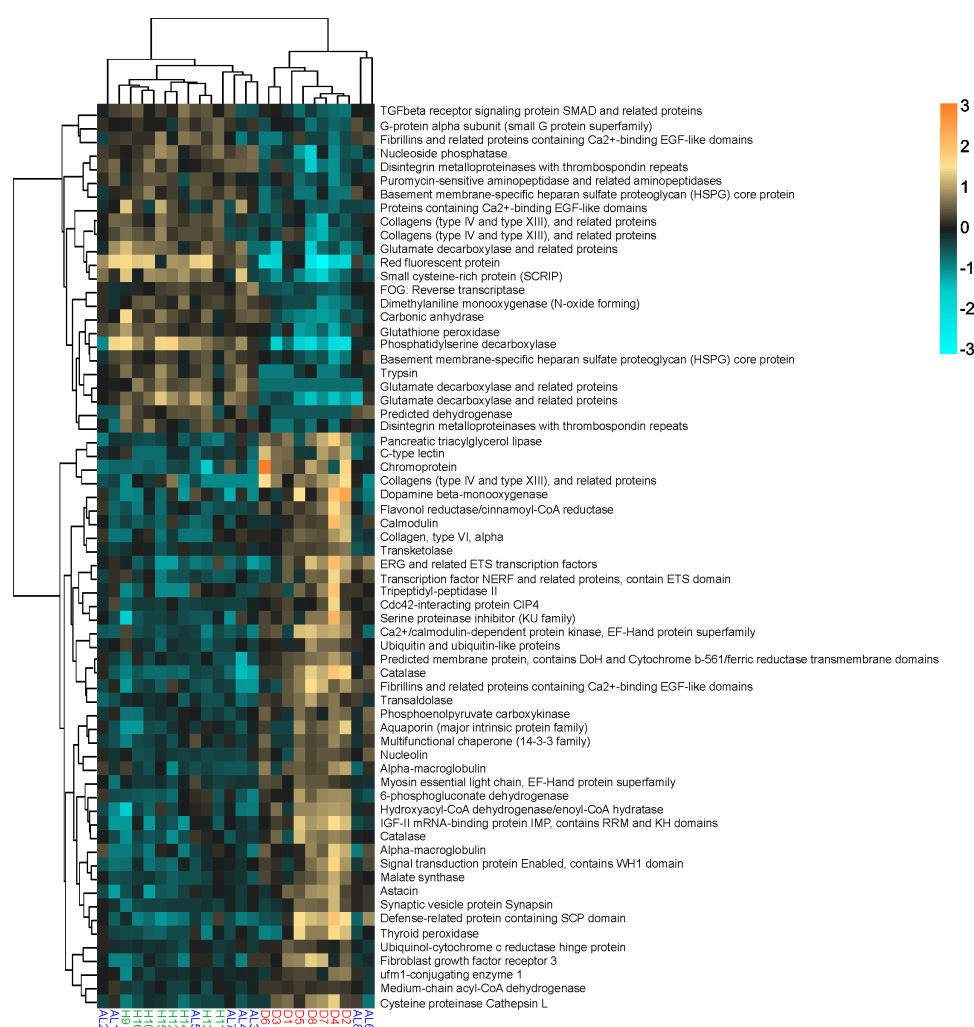 TGFbeta receptor signaling protein SMAD and related proteins
G-protein alpha subunit (small G protein superfamily)
Fibrillins and related proteins containing Ca2+-binding EGF-like domains
Nucleoside phosphatase
Disintegrin metalloproteinases with thrombospondin repeats
Puromycin-sensitive aminopeptidase and related aminopeptidases
Basement membrane-specific heparan sulfate proteoglycan (HSPG) core protein
Proteins containing Ca2+-binding EGF-like domains
Collagens (type IV and type XIII), and related proteins
Collagens (type IV and type XIII), and related proteins
Glutamate decarboxylase and related proteins
Red fluorescent protein
Small cysteine-rich protein (SCRIP)
FOG: Reverse transcriptase
Dimethylaniline monooxygenase (N-oxide forming)
Carbonic anhydrase
Glutathione peroxidase
Phosphatidylserine decarboxylase
Basement membrane-specific heparan sulfate proteoglycan (HSPG) core protein
Trypsin
Glutamate decarboxylase and related proteins
Glutamate decarboxylase and related proteins
Predicted dehydrogenase
Disintegrin metalloproteinases with thrombospondin repeats
Pancreatic triacylglycerol lipase
C-type lectin
Chromoprotein
Collagens (type IV and type XIII), and related proteins
Dopamine beta-monooxygenase
Flavonol reductase/cinnamoyl-CoA reductase
Calmodulin
Collagen, type VI, alpha
Transketolase
ERG and related ETS transcription factors
Transcription factor NERF and related proteins, contain ETS domain
Tripeptidyl-peptidase II
Cdc42-interacting protein CIP4
Serine proteinase inhibitor (KU family)
Ca2+/calmodulin-dependent protein kinase, EF-Hand protein superfamily
Ubiquitin and ubiquitin-like proteins
Predicted membrane protein, contains DoH and Cytochrome b-561/ferric reductase transmembrane domains
Catalase
Fibrillins and related proteins containing Ca2+-binding EGF-like domains
Transaldolase
Phosphoenolpyruvate carboxykinase
Aquaporin (major intrinsic protein family)
Multifunctional chaperone (14-3-3 family)
Nucleolin
Alpha-macroglobulin
Myosin essential light chain, EF-Hand protein superfamily
6-phosphogluconate dehydrogenase
Hydroxyacyl-CoA dehydrogenase/enoyl-CoA hydratase
IGF-II mRNA-binding protein IMP, contains RRM and KH domains
Catalase
Alpha-macroglobulin
Signal transduction protein Enabled, contains WH1 domain
Malate synthase
Astacin
Synaptic vesicle protein Synapsin
Defense-related protein containing SCP domain
Thyroid peroxidase
Ubiquinol-cytochrome c reductase hinge protein
Fibroblast growth factor receptor 3
ufm1-conjugating enzyme 1
Medium-chain acyl-CoA dehydrogenase
Cysteine proteinase Cathepsin L
3
2
1
0
-1
-2
-3
H9
D6
D3
D1
D5
D8
D7
D4
D2